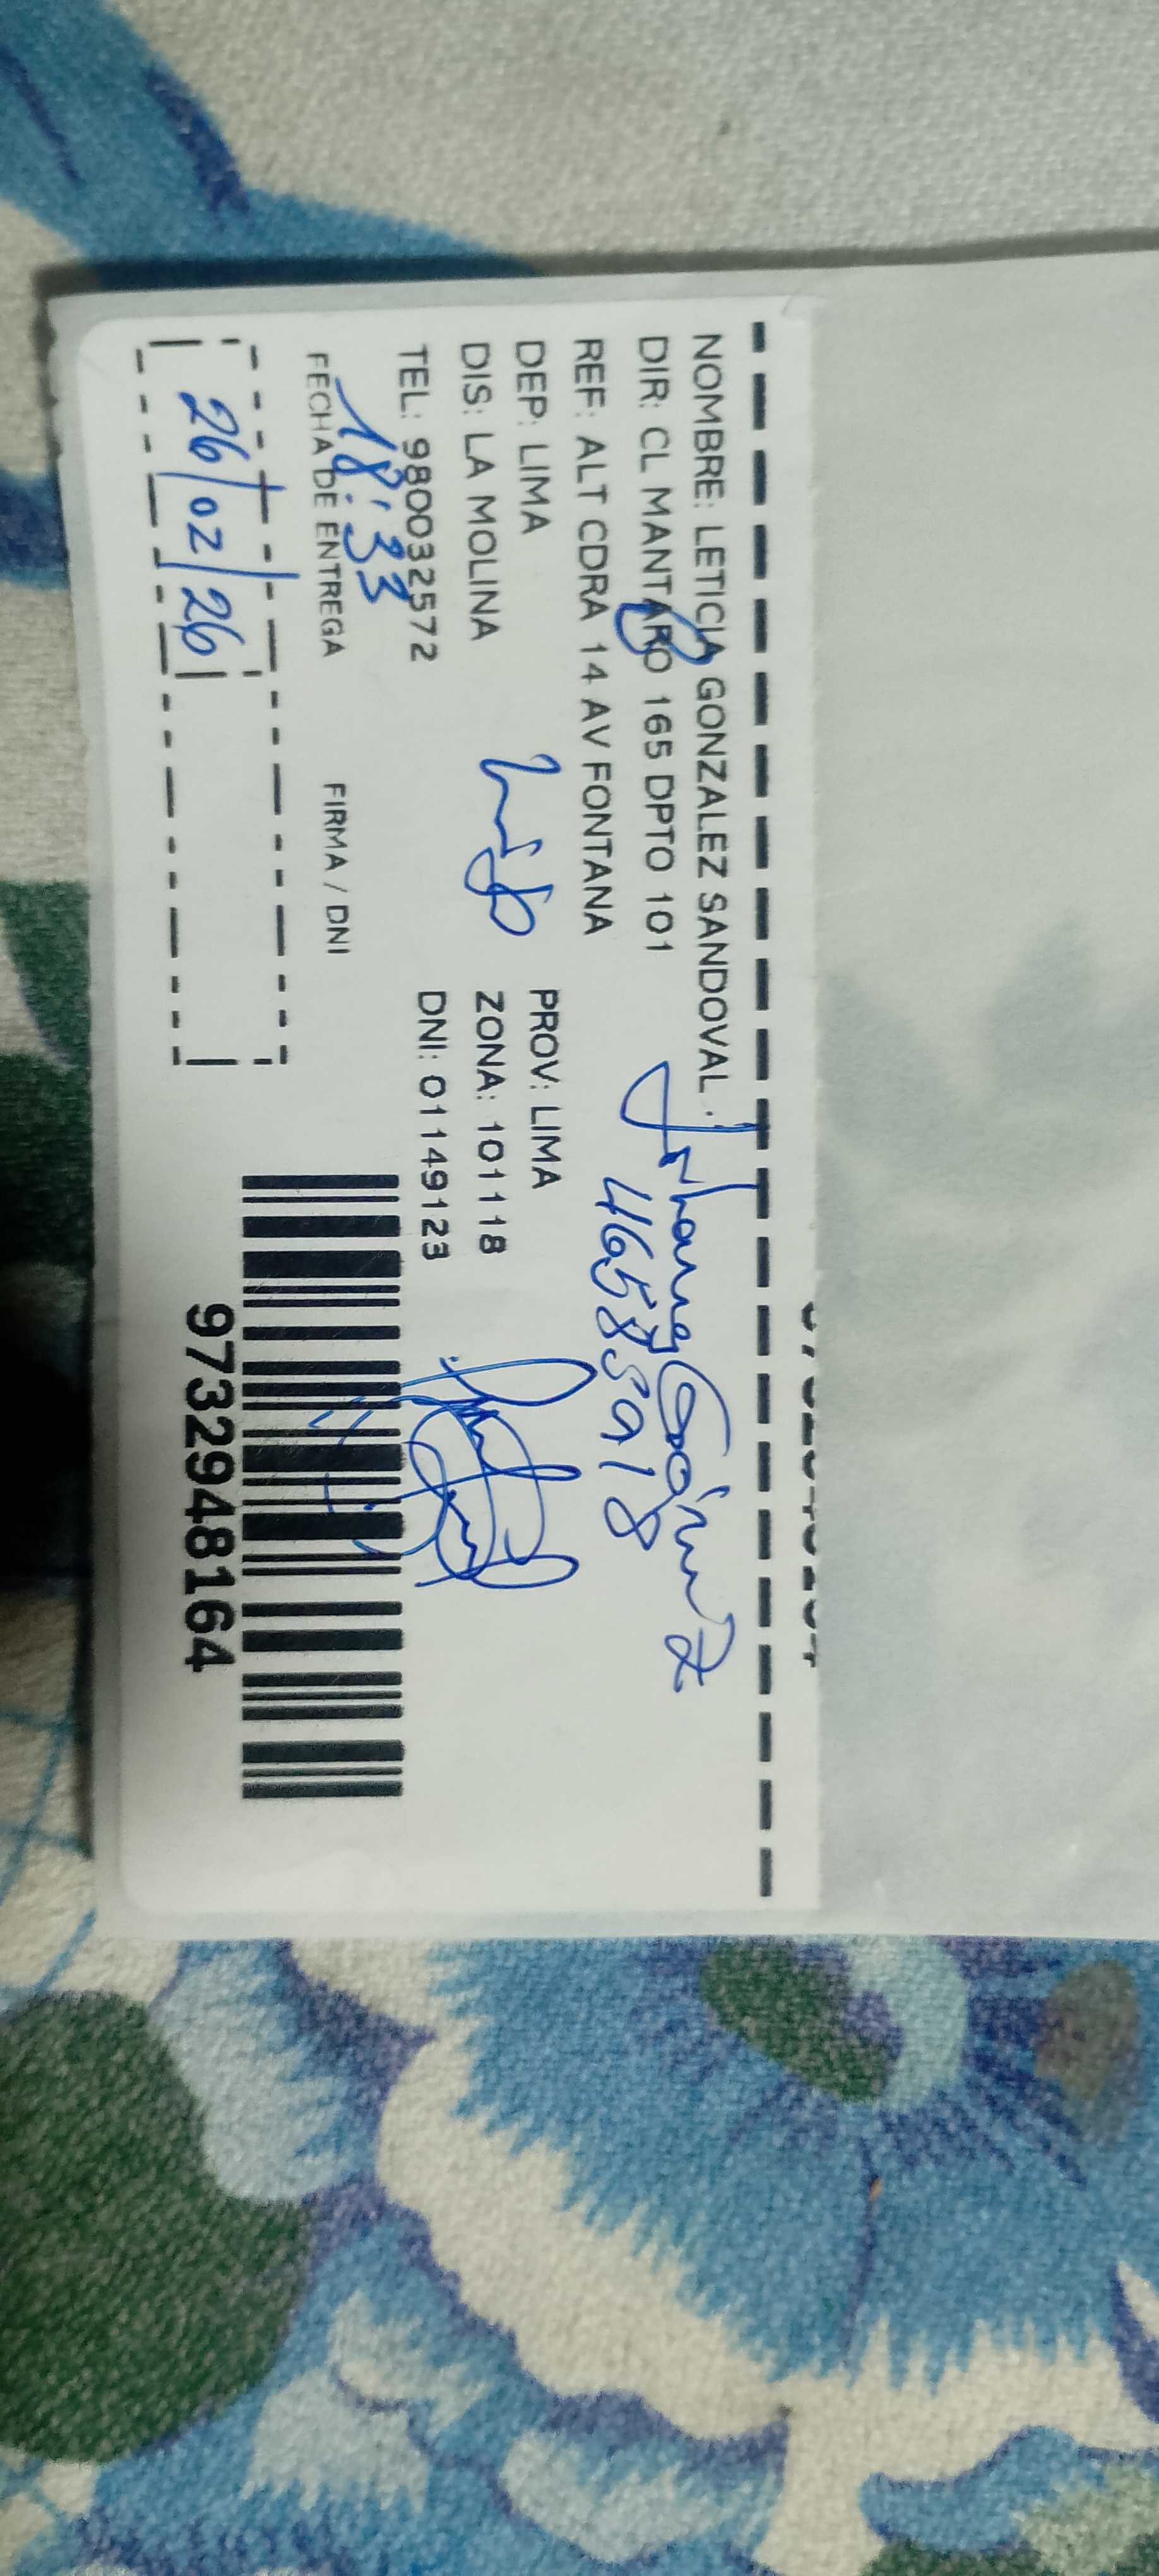 NOMBRE: LETICIA GONZALEZ SANDOVAL
DIR: CL MANTARO 165 DPTO 101
REF: ALT CDRA 14 AV FONTANA
DEP: LIMA PROV: LIMA
DIS: LA MOLINA ZONA: 101118
TEL: 980032572 DNI: 01149123
18:33
FECHA DE ENTREGA FIRMA / DNI
26/02/26
9732948164